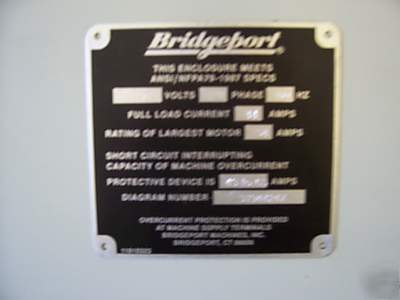 Bridgeport
THIS ENCLOSURE MEETS
ANSI/NFPA79-1987 SPECS
VOLTS PHASE HZ
FULL LOAD CURRENT AMPS
RATING OF LARGEST MOTOR AMPS
SHORT CIRCUIT INTERRUPTING
CAPACITY OF MACHINE OVERCURRENT
PROTECTIVE DEVICE IS AMPS
DIAGRAM NUMBER
OVERCURRENT PROTECTION IS PROVIDED
AT MACHINE SUPPLY TERMINALS
BRIDGEPORT MACHINES, INC.
BRIDGEPORT, CT 06606